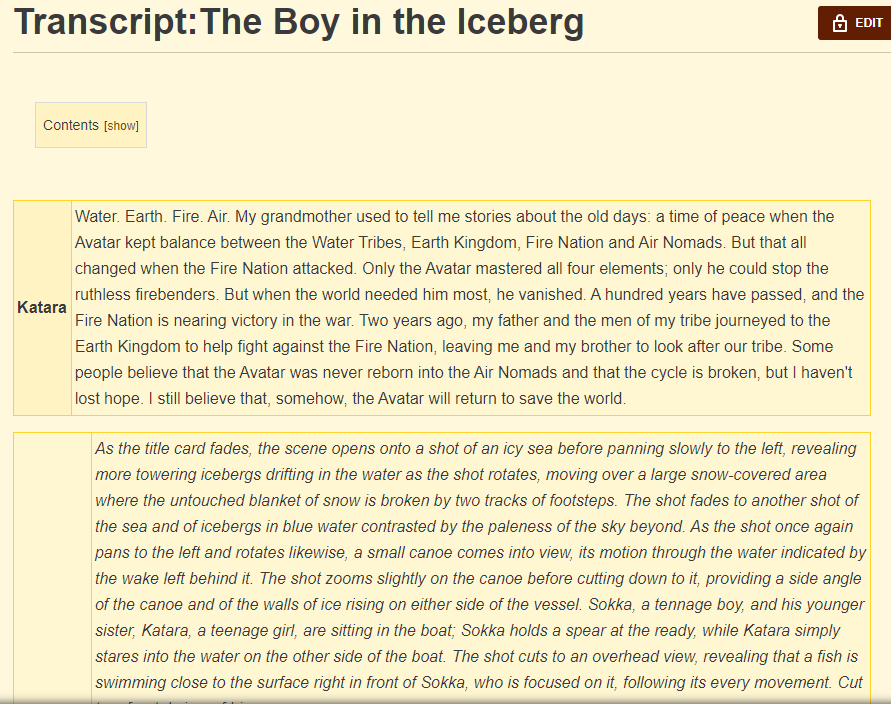 Transcript:The Boy in the Iceberg
EDIT
Contents [show]
Katara
Water. Earth. Fire. Air. My grandmother used to tell me stories about the old days: a time of peace when the
Avatar kept balance between the Water Tribes, Earth Kingdom, Fire Nation and Air Nomads. But that all
changed when the Fire Nation attacked. Only the Avatar mastered all four elements; only he could stop the
ruthless firebenders. But when the world needed him most, he vanished. A hundred years have passed, and the
Fire Nation is nearing victory in the war. Two years ago, my father and the men of my tribe journeyed to the
Earth Kingdom to help fight against the Fire Nation, leaving me and my brother to look after our tribe. Some
people believe that the Avatar was never reborn into the Air Nomads and that the cycle is broken, but I haven't
lost hope. I still believe that, somehow, the Avatar will return to save the world.
As the title card fades, the scene opens onto a shot of an icy sea before panning slowly to the left, revealing
more towering icebergs drifting in the water as the shot rotates, moving over a large snow-covered area
where the untouched blanket of snow is broken by two tracks of footsteps. The shot fades to another shot of
the sea and of icebergs in blue water contrasted by the paleness of the sky beyond. As the shot once again
pans to the left and rotates likewise, a small canoe comes into view, its motion through the water indicated by
the wake left behind it. The shot zooms slightly on the canoe before cutting down to it, providing a side angle
of the canoe and of the walls of ice rising on either side of the vessel. Sokka, a tennage boy, and his younger
sister, Katara, a teenage girl, are sitting in the boat; Sokka holds a spear at the ready, while Katara simply
stares into the water on the other side of the boat. The shot cuts to an overhead view, revealing that a fish is
swimming close to the surface right in front of Sokka, who is focused on it, following its every movement. Cut